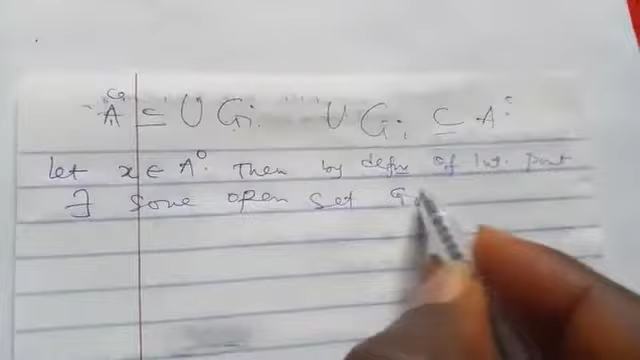 A° ⊆ ∪ Gi. ∪ Gi ⊆ A°
Let x ∈ A°. Then by defn of Int. point
∃ some open set G